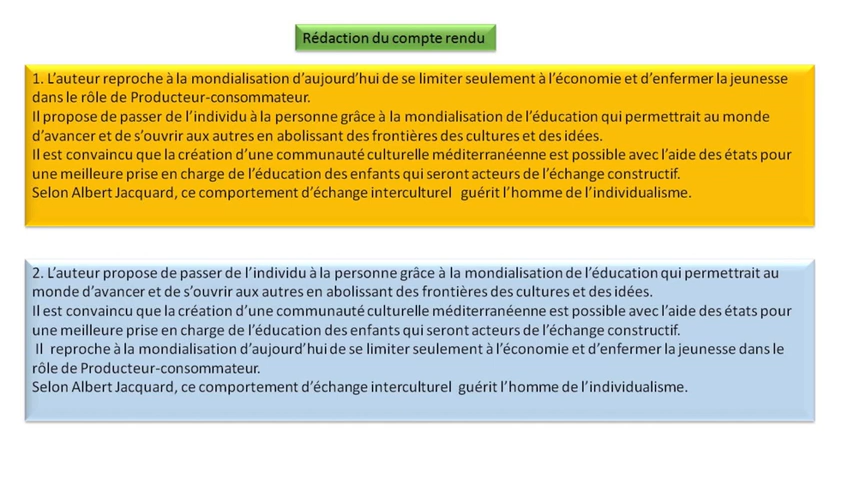 Rédaction du compte rendu
1. L’auteur reproche à la mondialisation d’aujourd’hui de se limiter seulement à l’économie et d’enfermer la jeunesse
dans le rôle de Producteur-consommateur.
Il propose de passer de l’individu à la personne grâce à la mondialisation de l’éducation qui permettrait au monde
d’avancer et de s’ouvrir aux autres en abolissant des frontières des cultures et des idées.
Il est convaincu que la création d’une communauté culturelle méditerranéenne est possible avec l’aide des états pour
une meilleure prise en charge de l’éducation des enfants qui seront acteurs de l’échange constructif.
Selon Albert Jacquard, ce comportement d’échange interculturel guérit l’homme de l’individualisme.
2. L’auteur propose de passer de l’individu à la personne grâce à la mondialisation de l’éducation qui permettrait au
monde d’avancer et de s’ouvrir aux autres en abolissant des frontières des cultures et des idées.
Il est convaincu que la création d’une communauté culturelle méditerranéenne est possible avec l’aide des états pour
une meilleure prise en charge de l’éducation des enfants qui seront acteurs de l’échange constructif.
Il reproche à la mondialisation d’aujourd’hui de se limiter seulement à l’économie et d’enfermer la jeunesse dans le
rôle de Producteur-consommateur.
Selon Albert Jacquard, ce comportement d’échange interculturel guérit l’homme de l’individualisme.